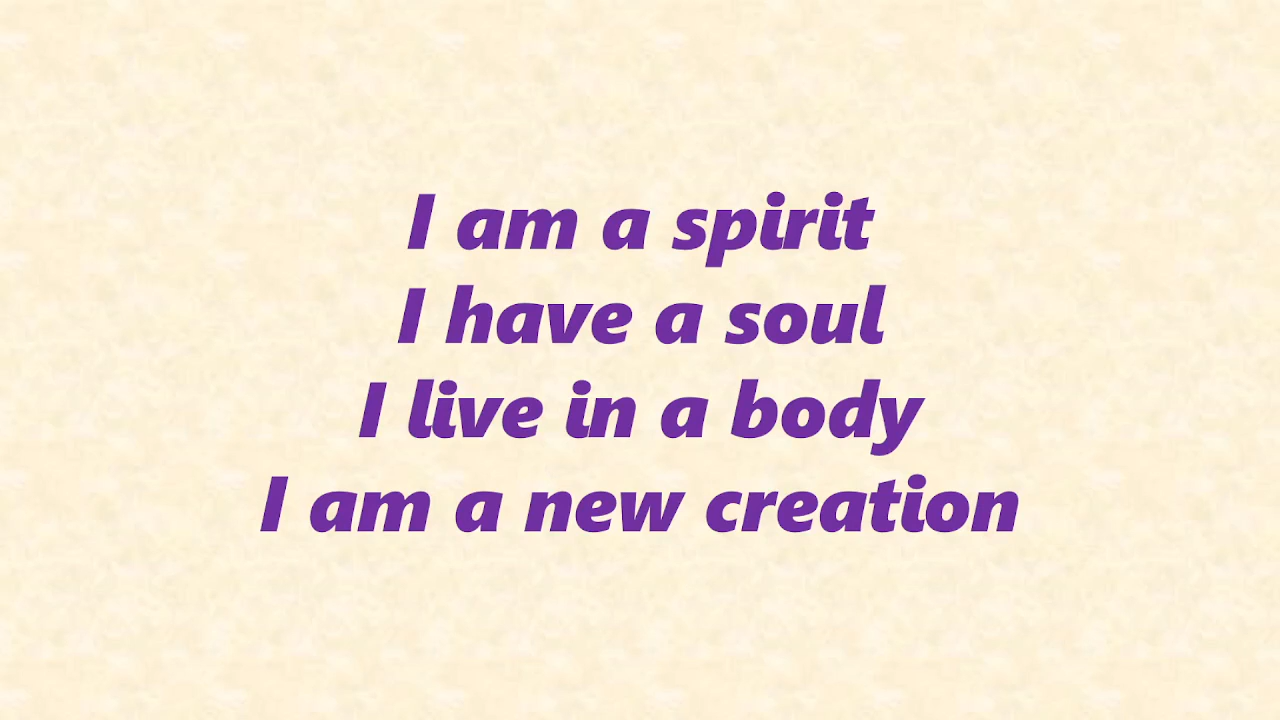 I am a spirit
I have a soul
I live in a body
I am a new creation